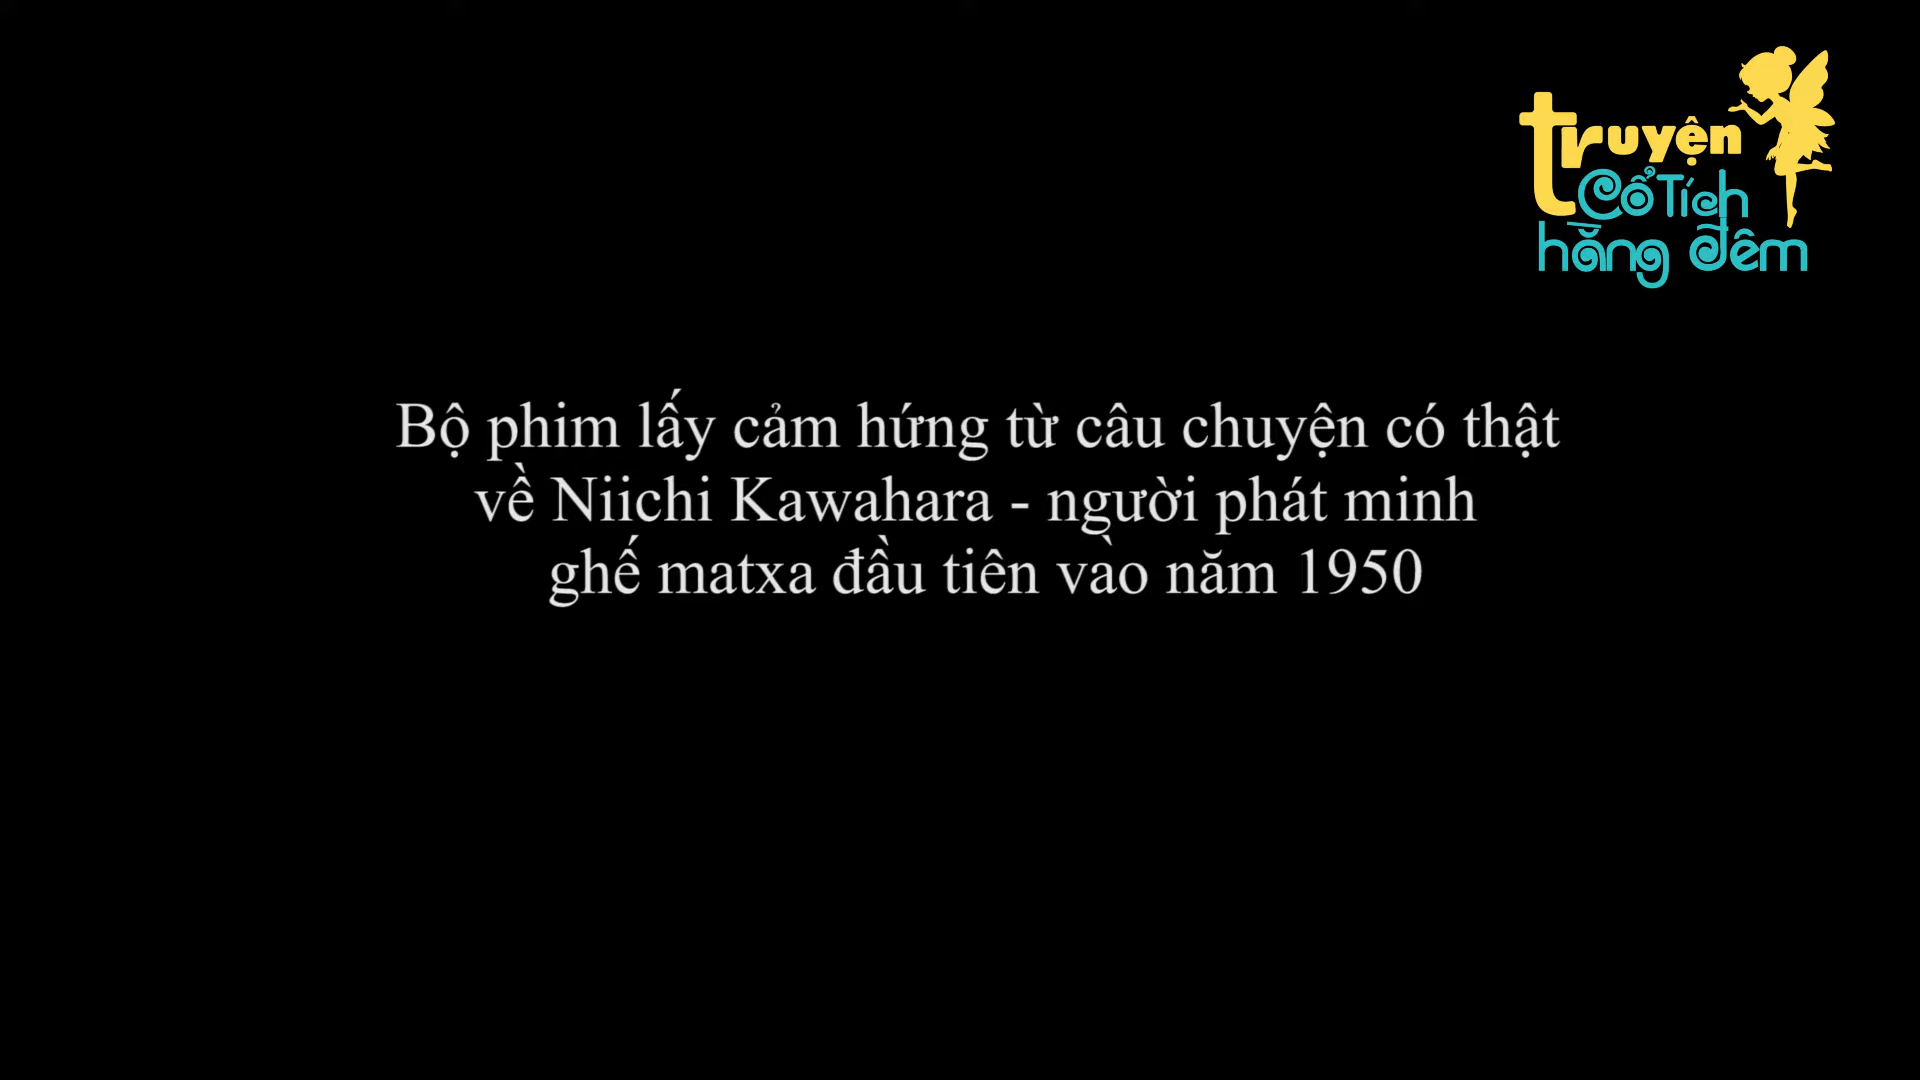 truyện
Cổ Tích
hằng đêm
Bộ phim lấy cảm hứng từ câu chuyện có thật
về Niichi Kawahara - người phát minh
ghế matxa đầu tiên vào năm 1950